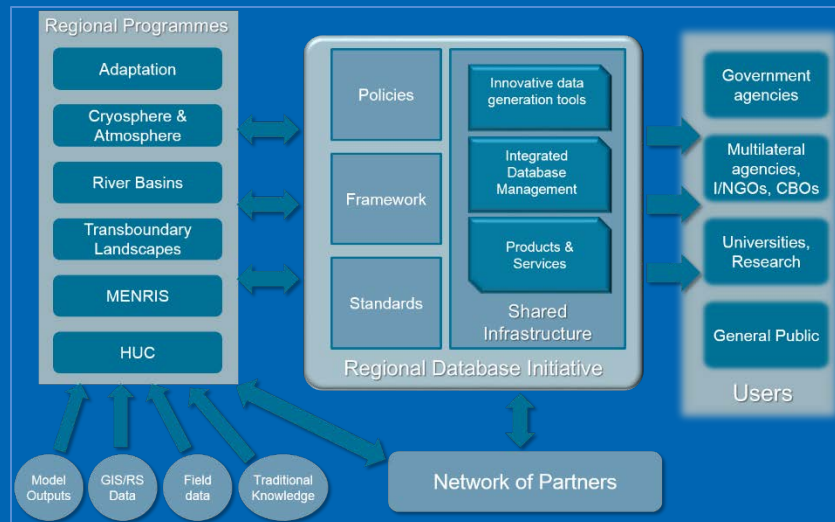 Regional Programmes
Adaptation
Cryosphere &
Atmosphere
River Basins
Transboundary
Landscapes
MENRIS
HUC
Policies
Framework
Standards
Innovative data
generation tools
Integrated
Database
Management
Products &
Services
Shared
Infrastructure
Regional Database Initiative
Government
agencies
Multilateral
agencies,
I/NGOs, CBOs
Universities,
Research
General Public
Users
Model
Outputs
GIS/RS
Data
Field
data
Traditional
Knowledge
Network of Partners